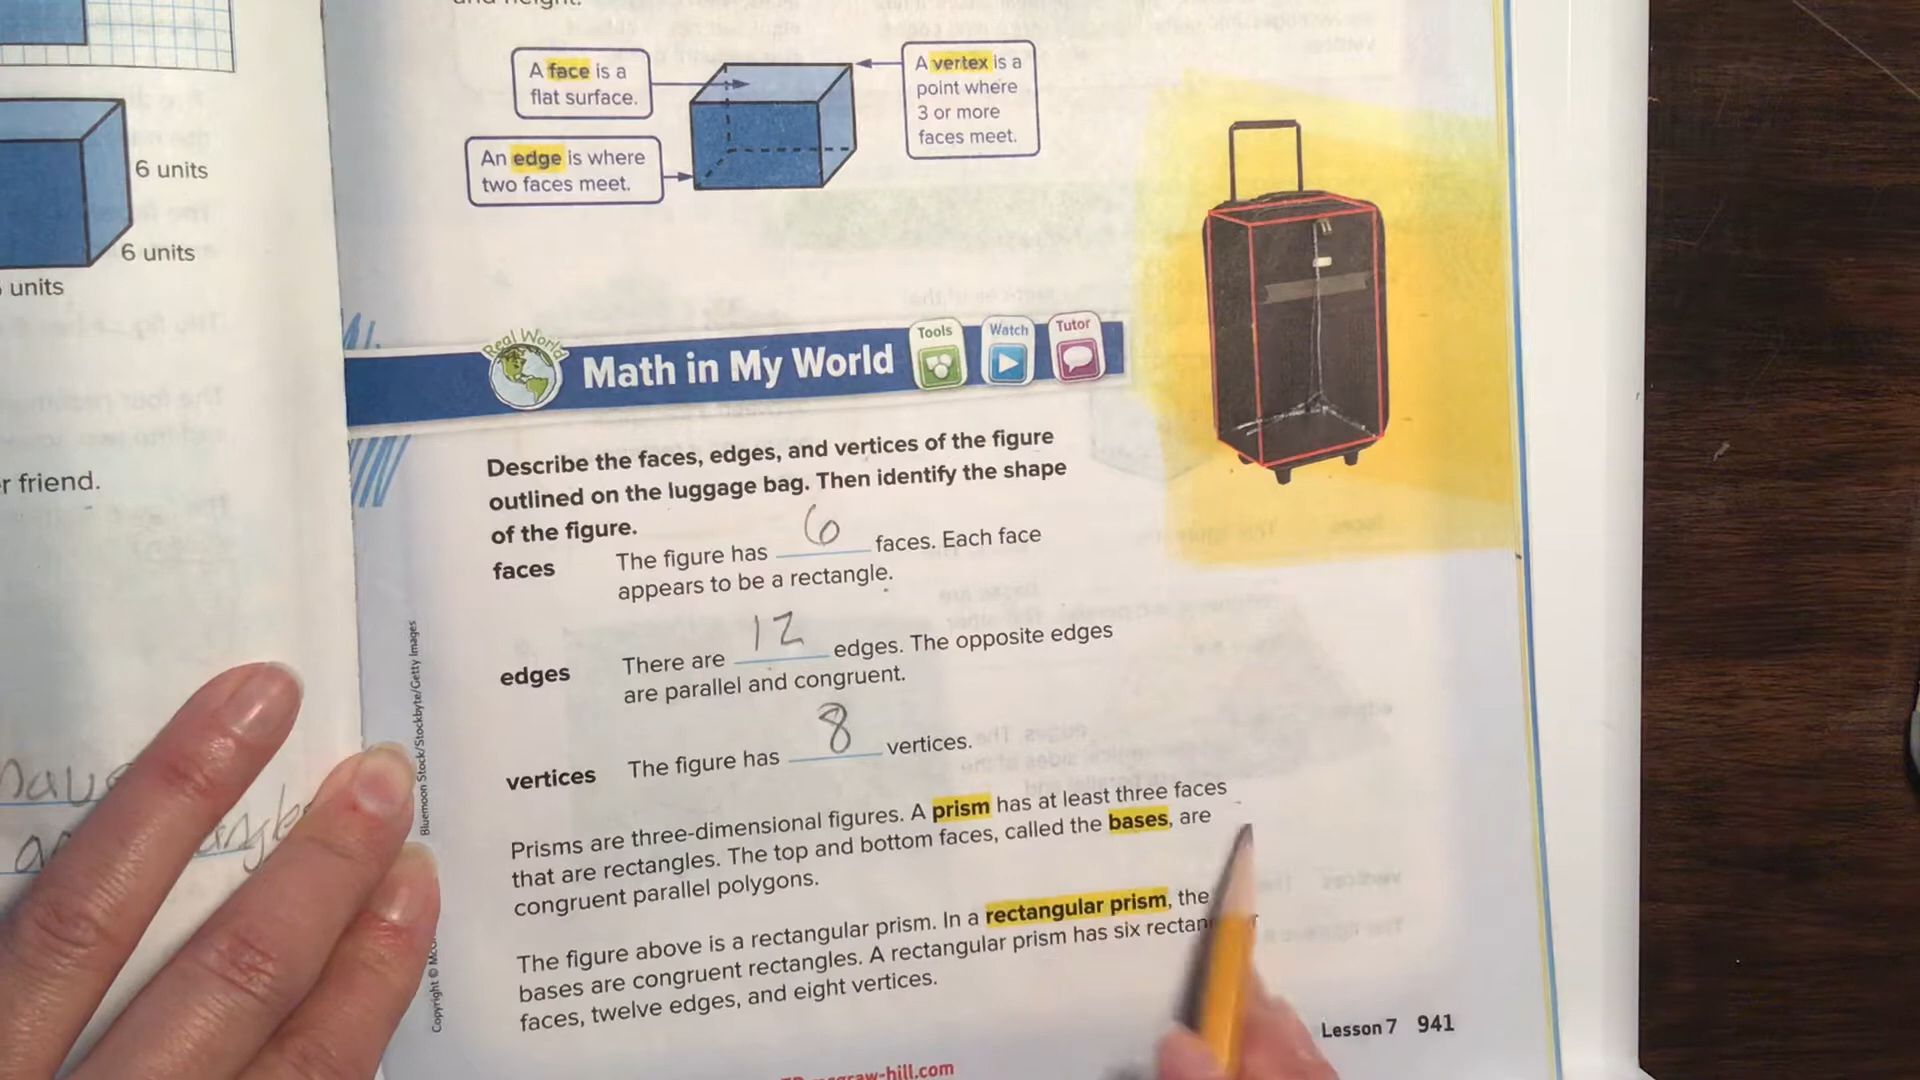 and height.
A face is a
flat surface.
A vertex is a
point where
3 or more
faces meet.
An edge is where
two faces meet.
6 units
6 units
units
r friend.
Real World
Math in My World
Tools
Watch
Tutor
Describe the faces, edges, and vertices of the figure
outlined on the luggage bag. Then identify the shape
of the figure.
faces The figure has 6 faces. Each face
appears to be a rectangle.
edges There are 12 edges. The opposite edges
are parallel and congruent.
vertices The figure has 8 vertices.
Prisms are three-dimensional figures. A prism has at least three faces
that are rectangles. The top and bottom faces, called the bases, are
congruent parallel polygons.
The figure above is a rectangular prism. In a rectangular prism, the
bases are congruent rectangles. A rectangular prism has six rectan
faces, twelve edges, and eight vertices.
Bluemoon Stock/Stockbyte/Getty Images
Copyright ©
Lesson 7 941
raw-hill.com